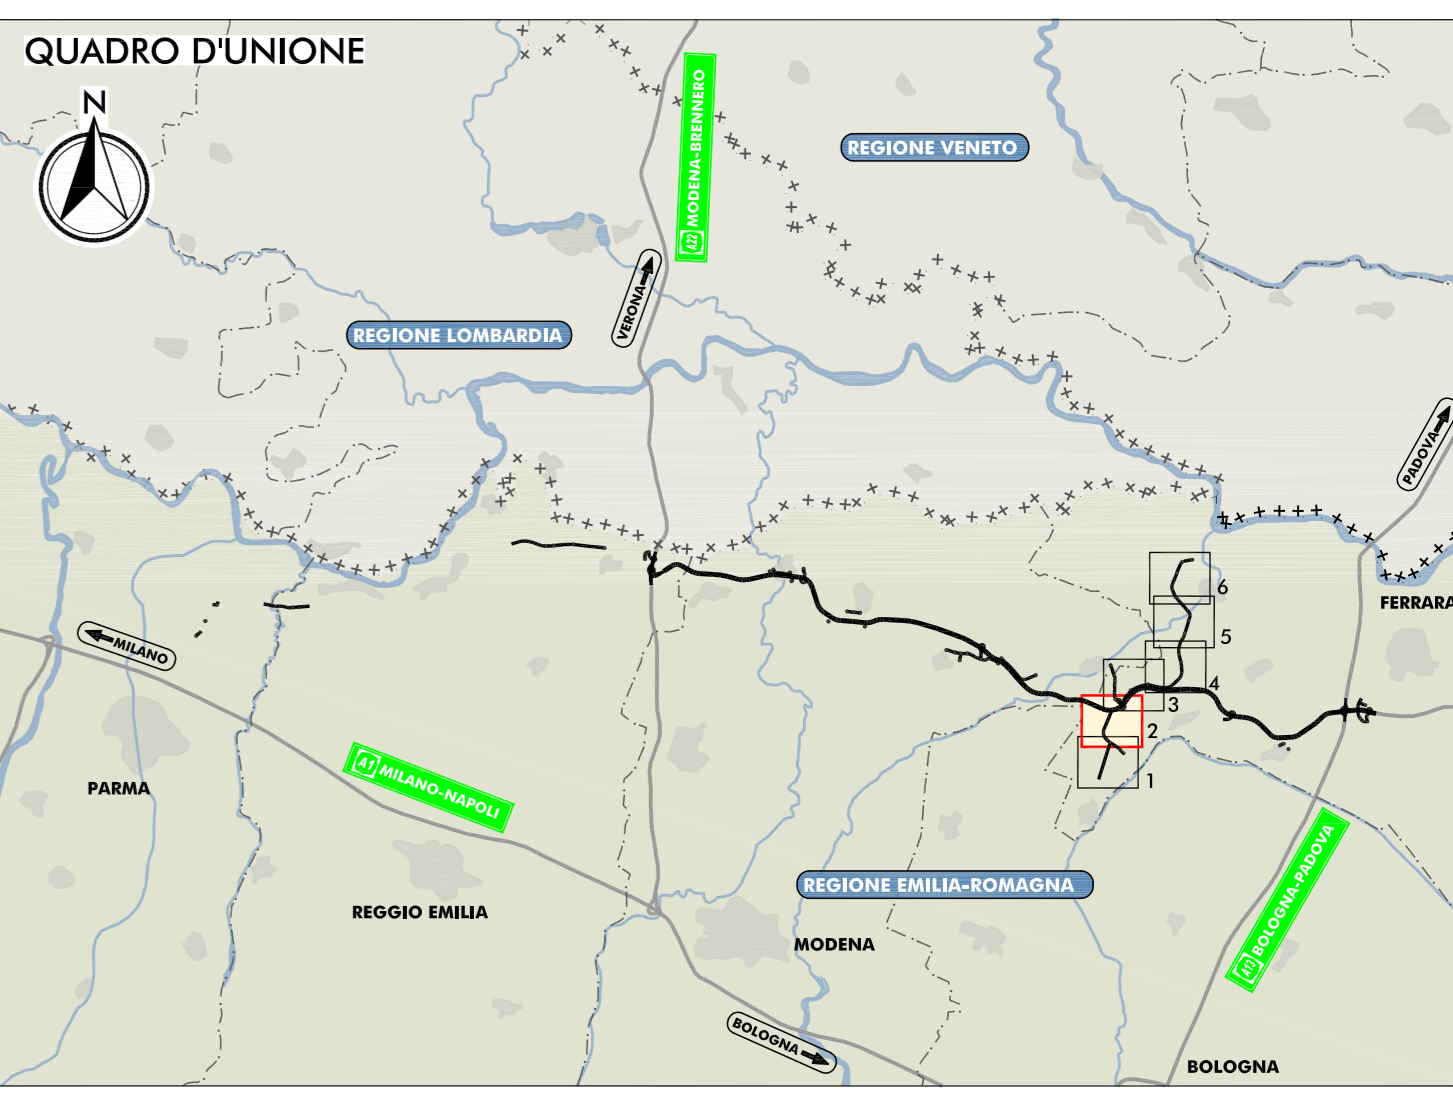 QUADRO D'UNIONE
N
A22 MODENA-BRENNERO
REGIONE VENETO
VERONA
REGIONE LOMBARDIA
PADOVA
6
FERRARA
5
MILANO
4
3
2
1
PARMA
A1 MILANO-NAPOLI
REGIONE EMILIA-ROMAGNA
A13 BOLOGNA-PADOVA
REGGIO EMILIA
MODENA
BOLOGNA
BOLOGNA